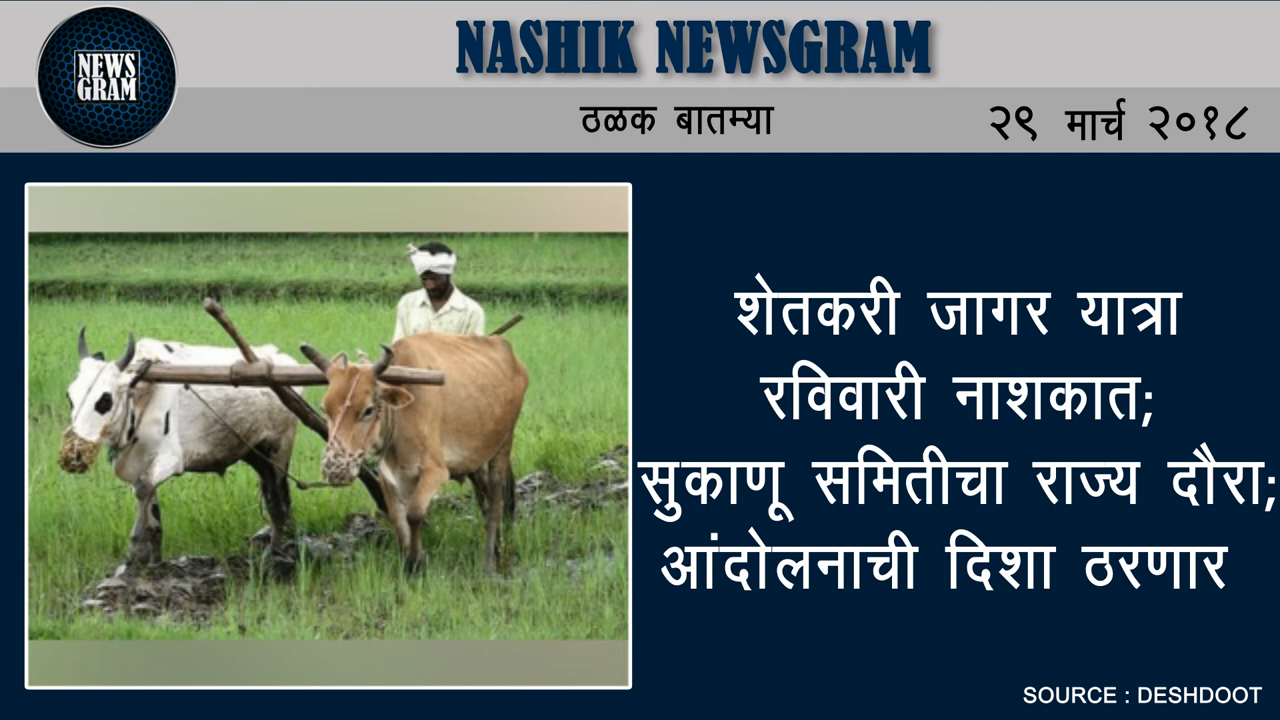 NEWS
GRAM
NASHIK NEWSGRAM
ठळक बातम्या
२९ मार्च २०१८
शेतकरी जागर यात्रा
रविवारी नाशकात;
सुकाणू समितीचा राज्य दौरा;
आंदोलनाची दिशा ठरणार
SOURCE : DESHDOOT